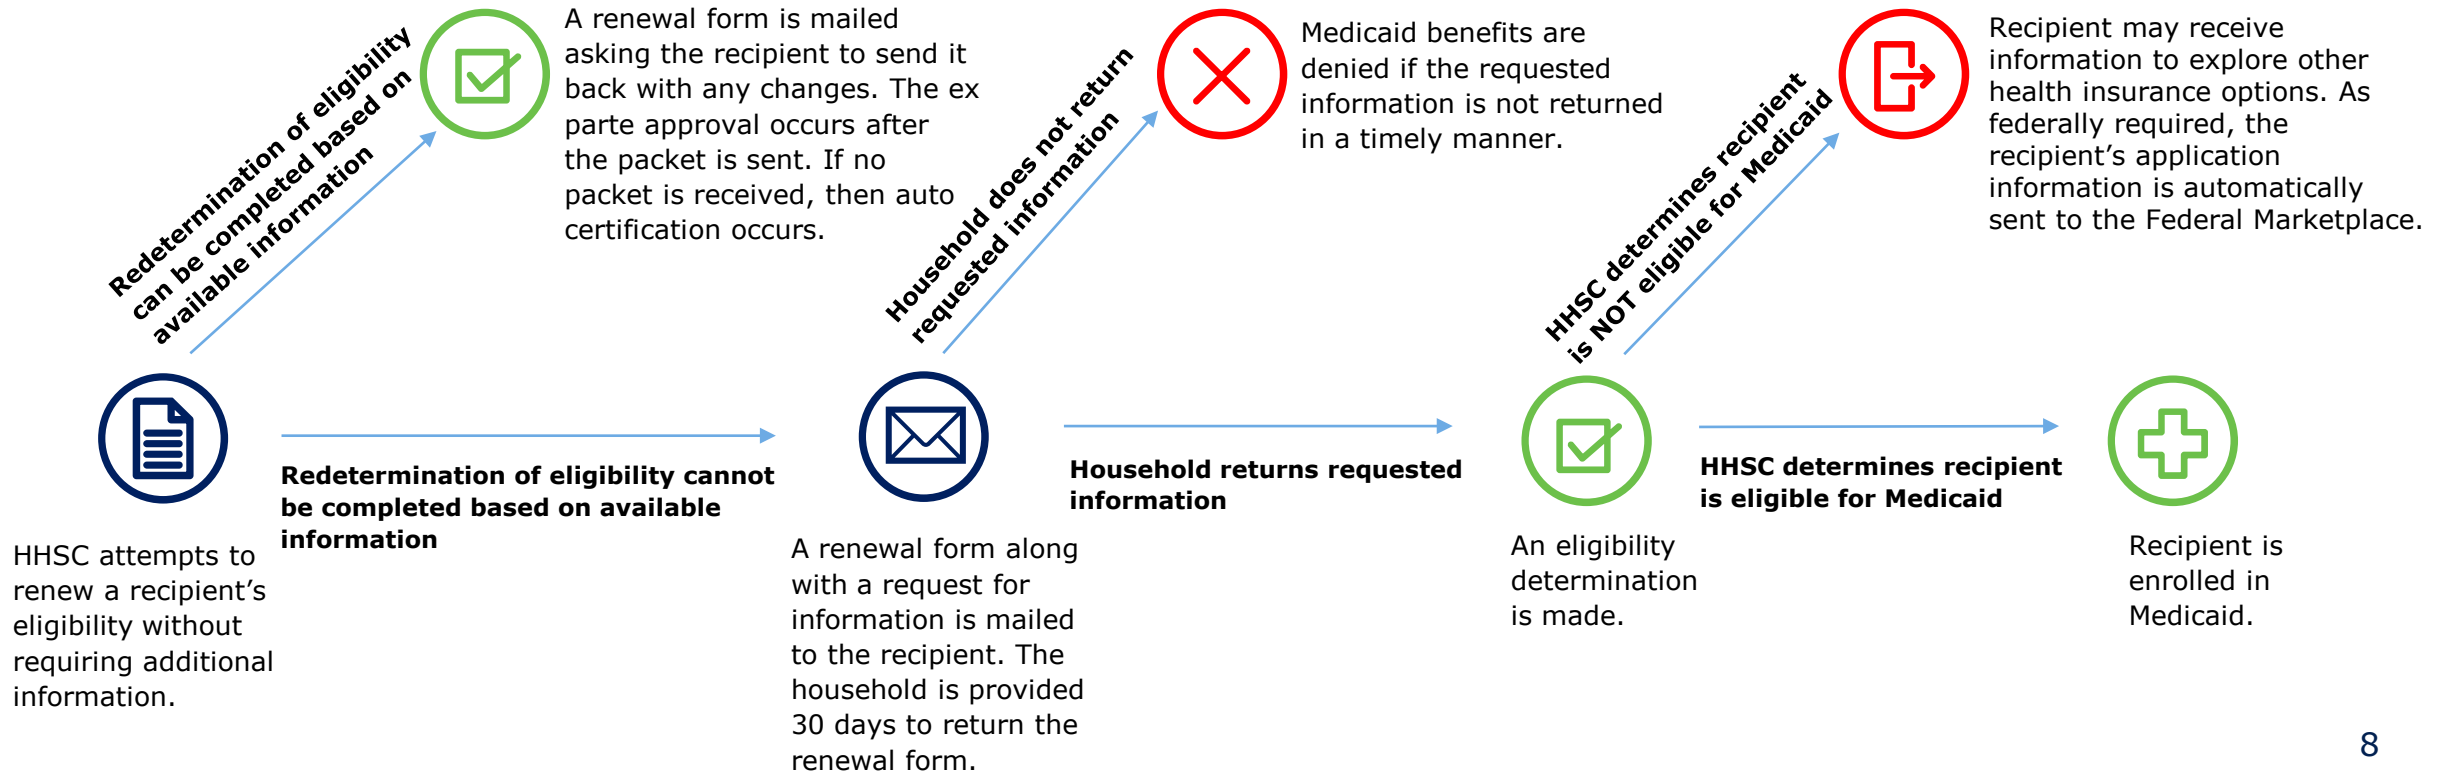 Redetermination of eligibility
can be completed based on
available information
A renewal form is mailed
asking the recipient to send it
back with any changes. The ex
parte approval occurs after
the packet is sent. If no
packet is received, then auto
certification occurs.
Household does not return
requested information
Medicaid benefits are
denied if the requested
information is not returned
in a timely manner.
HHSC determines recipient
is NOT eligible for Medicaid
Recipient may receive
information to explore other
health insurance options. As
federally required, the
recipient’s application
information is automatically
sent to the Federal Marketplace.
HHSC attempts to
renew a recipient’s
eligibility without
requiring additional
information.
Redetermination of eligibility cannot
be completed based on available
information
A renewal form along
with a request for
information is mailed
to the recipient. The
household is provided
30 days to return the
renewal form.
Household returns requested
information
An eligibility
determination
is made.
HHSC determines recipient
is eligible for Medicaid
Recipient is
enrolled in
Medicaid.
8